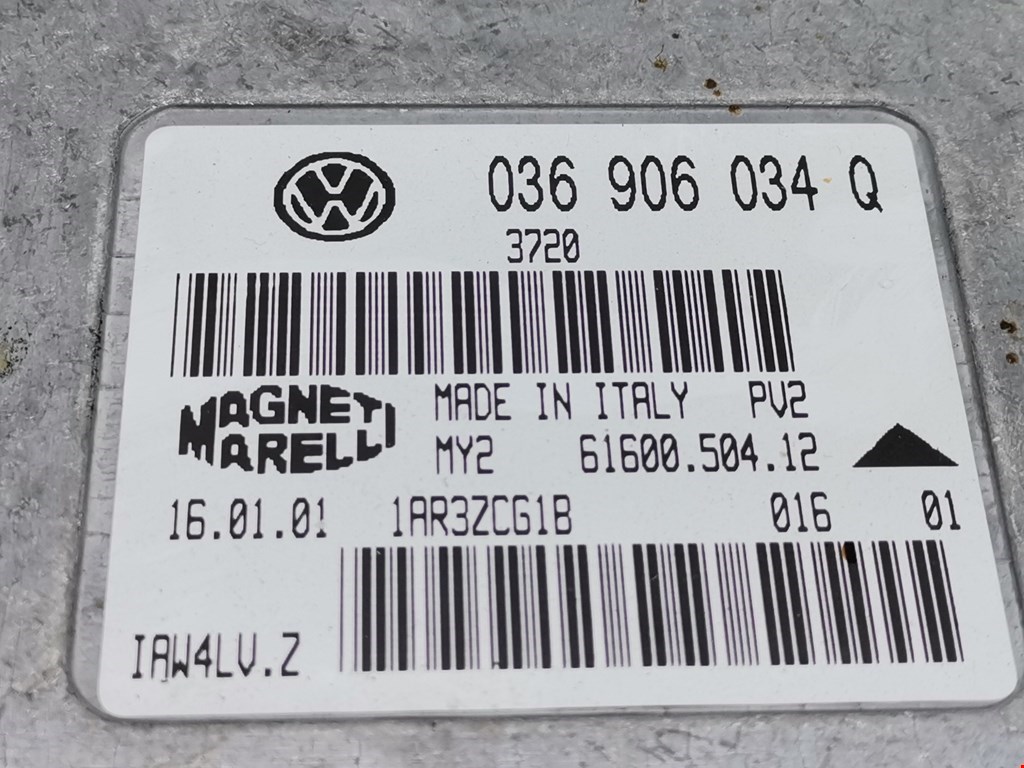 036 906 034 Q
3720
MAGNETI MARELLI
MADE IN ITALY PV2
MY2 61600.504.12
16.01.01 1AR3ZCG1B 016 01
IAW4LV.Z